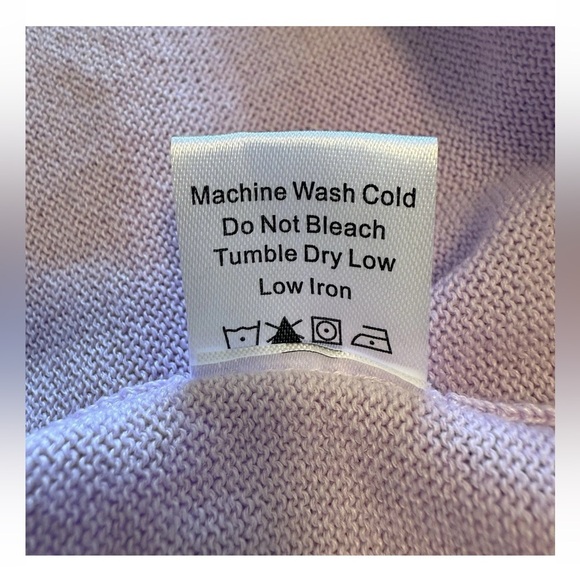 Machine Wash Cold
Do Not Bleach
Tumble Dry Low
Low Iron